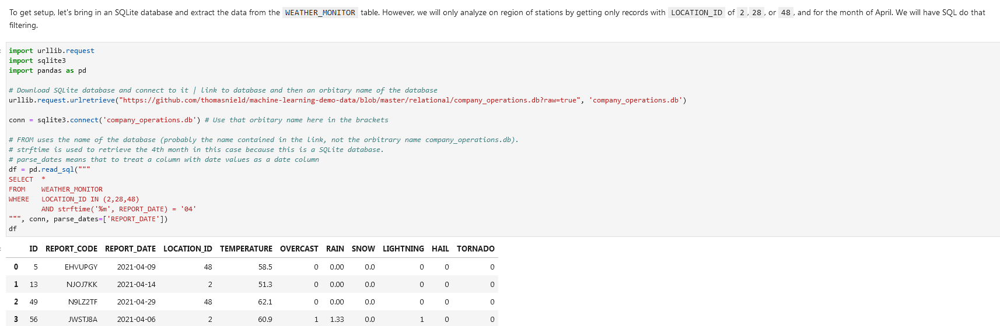 To get setup, let's bring in an SQLite database and extract the data from the WEATHER_MONITOR table. However, we will only analyze on region of stations by getting only records with LOCATION_ID of 2, 28, or 48, and for the month of April. We will have SQL do that
filtering.
import urllib.request
import sqlite3
import pandas as pd
# Download SQLite database and connect to it | link to database and then an orbitary name of the database
urllib.request.urlretrieve("https://github.com/thomasnield/machine-learning-demo-data/blob/master/relational/company_operations.db?raw=true", 'company_operations.db')
conn = sqlite3.connect('company_operations.db') # Use that orbitary name here in the brackets
# FROM uses the name of the database (probably the name contained in the link, not the orbitrary name company_operations.db).
# strftime is used to retrieve the 4th month in this case because this is a SQLite database.
# parse_dates means that to treat a column with date values as a date column
df = pd.read_sql("""
SELECT  *
FROM    WEATHER_MONITOR
WHERE   LOCATION_ID IN (2,28,48)
        AND strftime('%m', REPORT_DATE) = '04'
""", conn, parse_dates=['REPORT_DATE'])
df
ID REPORT_CODE REPORT_DATE LOCATION_ID TEMPERATURE OVERCAST RAIN SNOW LIGHTNING HAIL TORNADO
0 5 EHVUPGY 2021-04-09 48 58.5 0 0.00 0.0 0 0 0
1 13 NJOJ7KK 2021-04-14 2 51.3 0 0.00 0.0 0 0 0
2 49 N9LZ2TF 2021-04-29 48 62.1 0 0.00 0.0 0 0 0
3 56 JWSTJ8A 2021-04-06 2 60.9 1 1.33 0.0 1 0 0